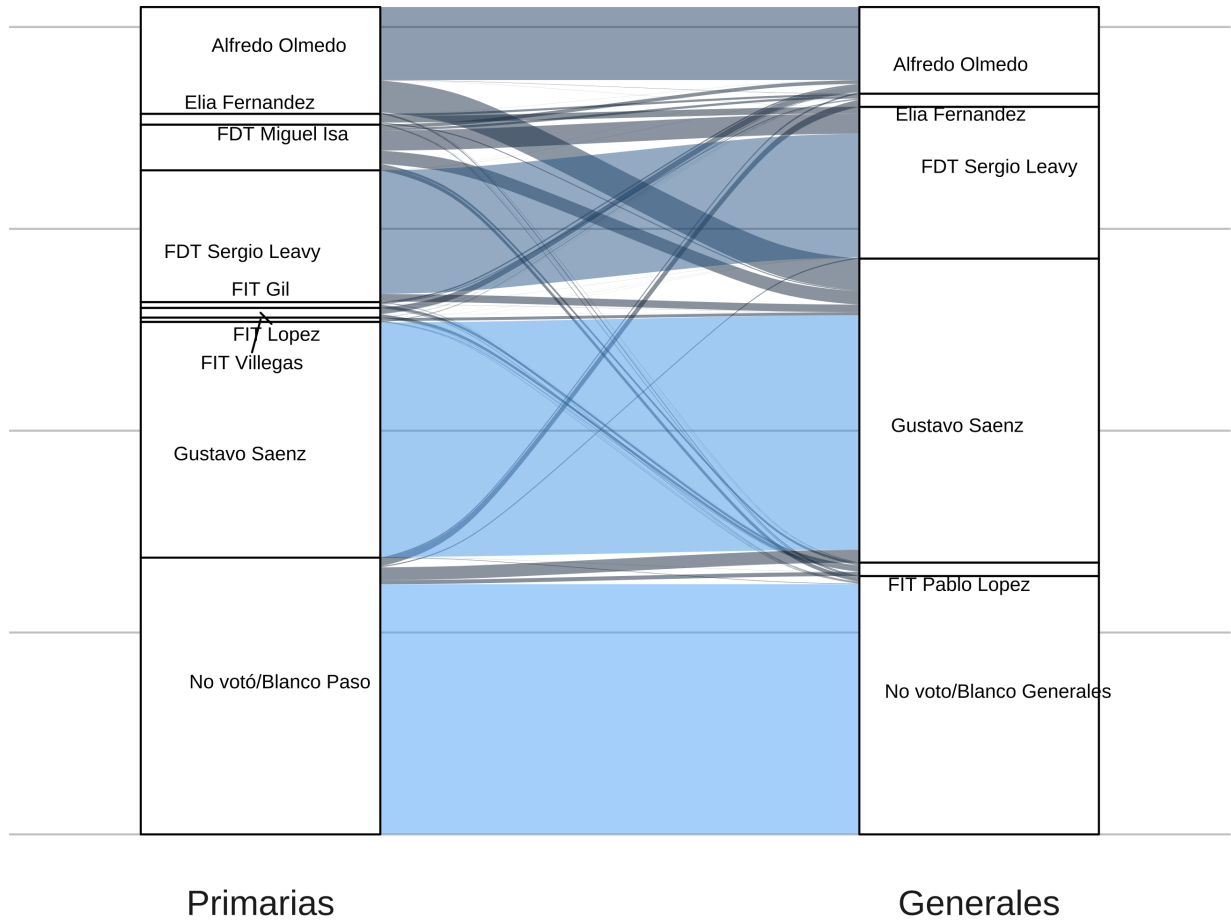 Alfredo Olmedo
Elia Fernandez
FDT Miguel Isa
FDT Sergio Leavy
FIT Gil
FIT Lopez
FIT Villegas
Gustavo Saenz
No votó/Blanco Paso
Alfredo Olmedo
Elia Fernandez
FDT Sergio Leavy
Gustavo Saenz
FIT Pablo Lopez
No voto/Blanco Generales
Primarias
Generales